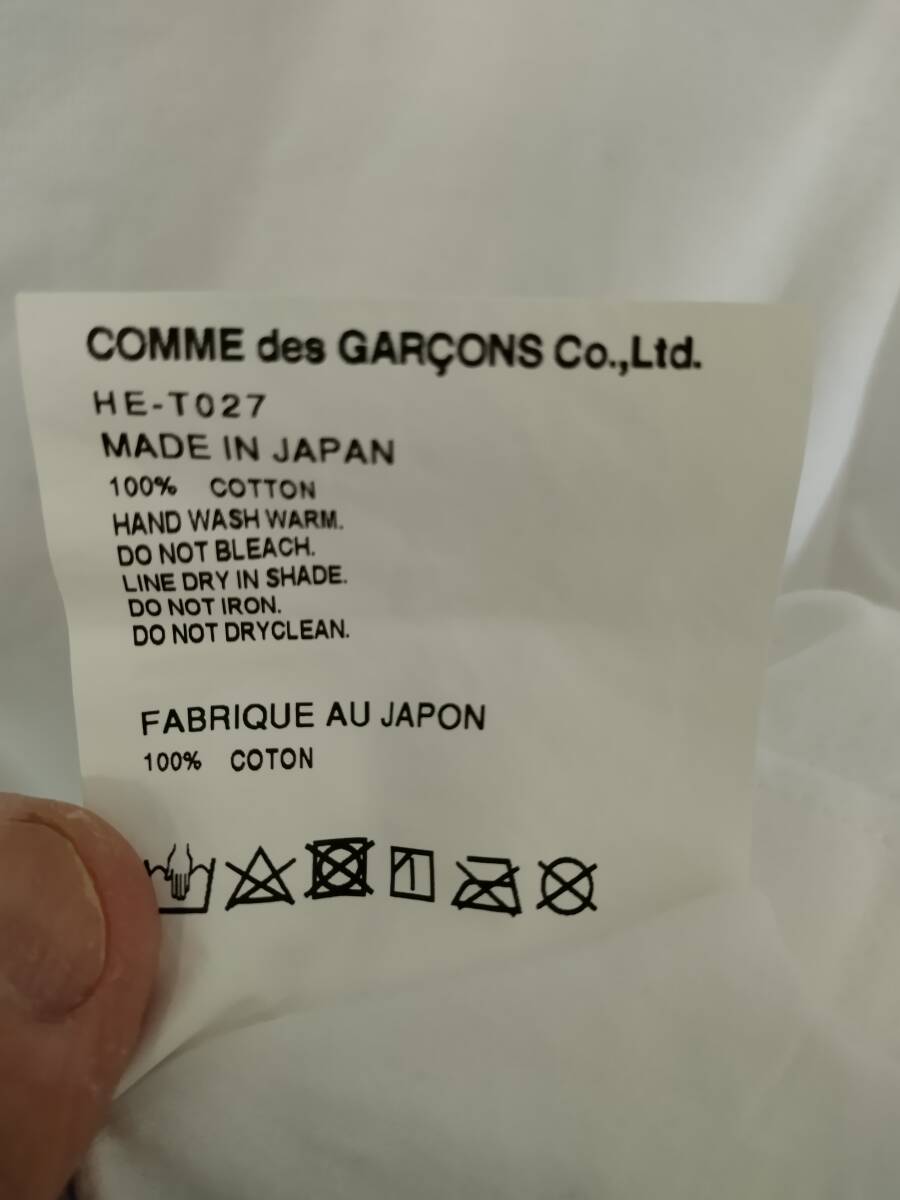 COMME des GARÇONS Co.,Ltd.
HE-T027
MADE IN JAPAN
100% COTTON
HAND WASH WARM.
DO NOT BLEACH.
LINE DRY IN SHADE.
DO NOT IRON.
DO NOT DRYCLEAN.
FABRIQUE AU JAPON
100% COTON